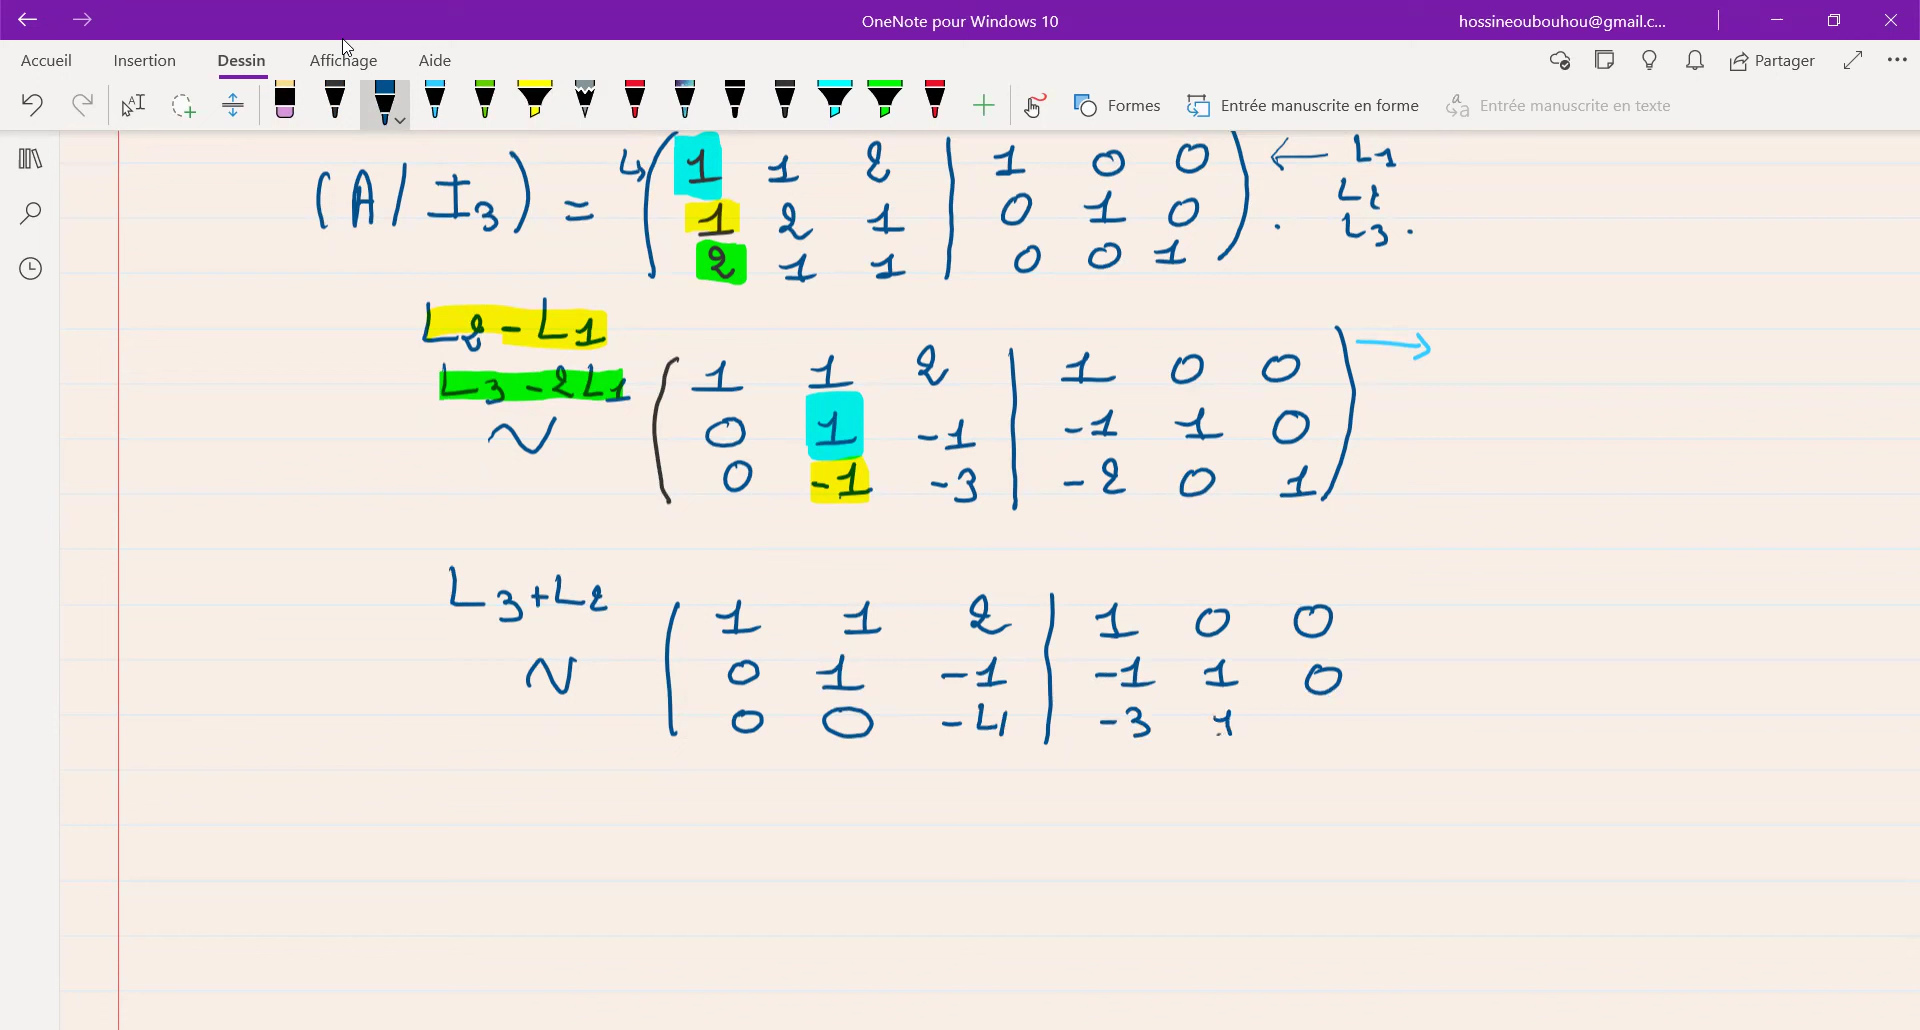 OneNote pour Windows 10
hossineoubouhou@gmail.c...
Accueil Insertion Dessin Affichage Aide
Partager
Formes Entrée manuscrite en forme Entrée manuscrite en texte
(A/I3) = (1 1 2 | 1 0 0) ← L1
1 2 1 | 0 1 0 . L2
2 1 1 | 0 0 1 L3 .
L2 - L1
L3 - 2L1
~ (1 1 2 | 1 0 0) →
0 1 -1 | -1 1 0
0 -1 -3 | -2 0 1
L3+L2
~ ( 1 1 2 | 1 0 0
0 1 -1 | -1 1 0
0 0 -4 | -3 1